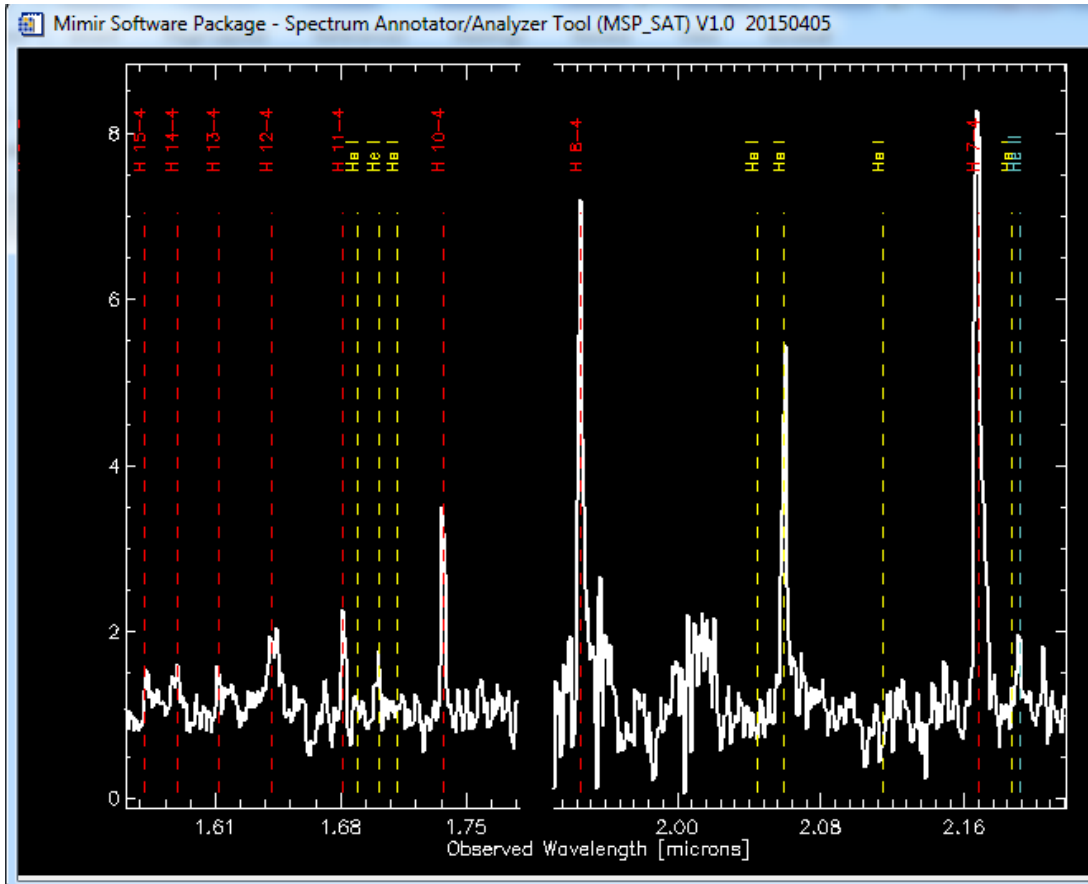 Mimir Software Package - Spectrum Annotator/Analyzer Tool (MSP_SAT) V1.0 20150405
H 15-4
H 14-4
H 13-4
H 12-4
H 11-4
He I
He I
He I
H 10-4
H 8-4
He I
He I
He I
H 7-4
He I
He II
8
6
4
2
0
1.61
1.68
1.75
2.00
2.08
2.16
Observed Wavelength [microns]